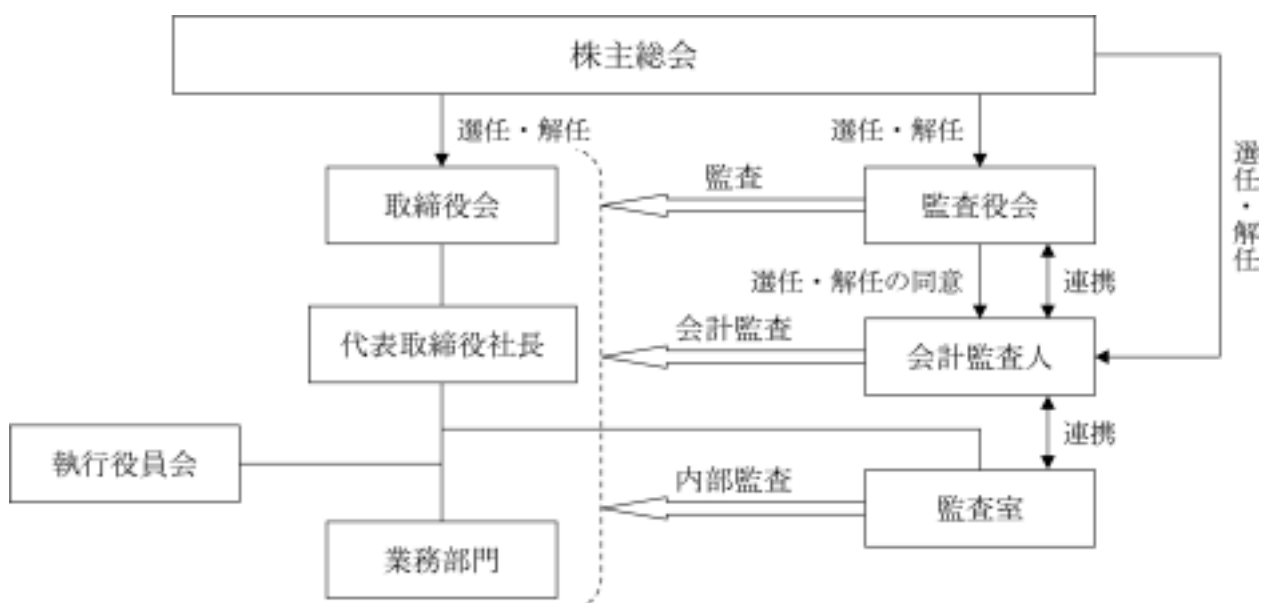 株主総会
選任・解任
選任・解任
選任・解任
取締役会
監査
監査役会
選任・解任の同意
連携
代表取締役社長
会計監査
会計監査人
連携
執行役員会
内部監査
監査室
業務部門